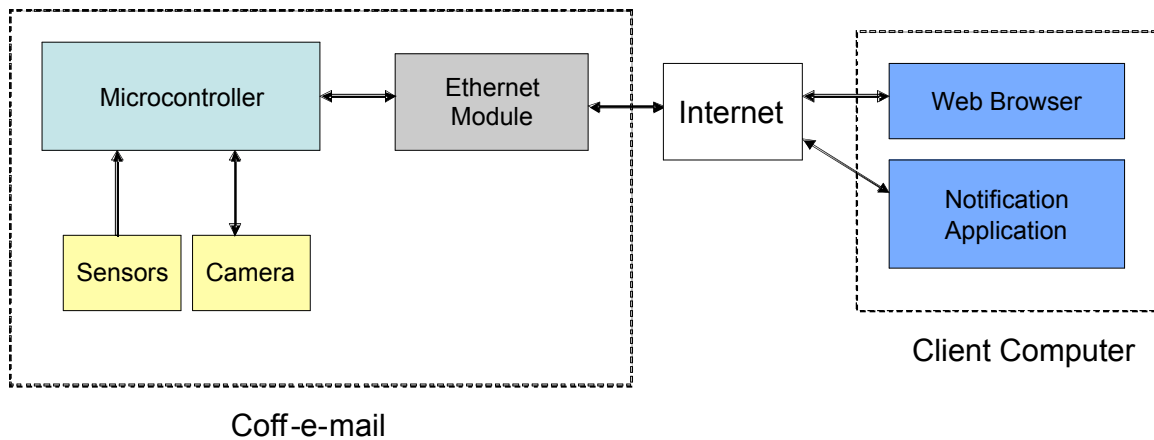 Microcontroller
Ethernet
Module
Internet
Web Browser
Notification
Application
Sensors
Camera
Client Computer
Coff-e-mail